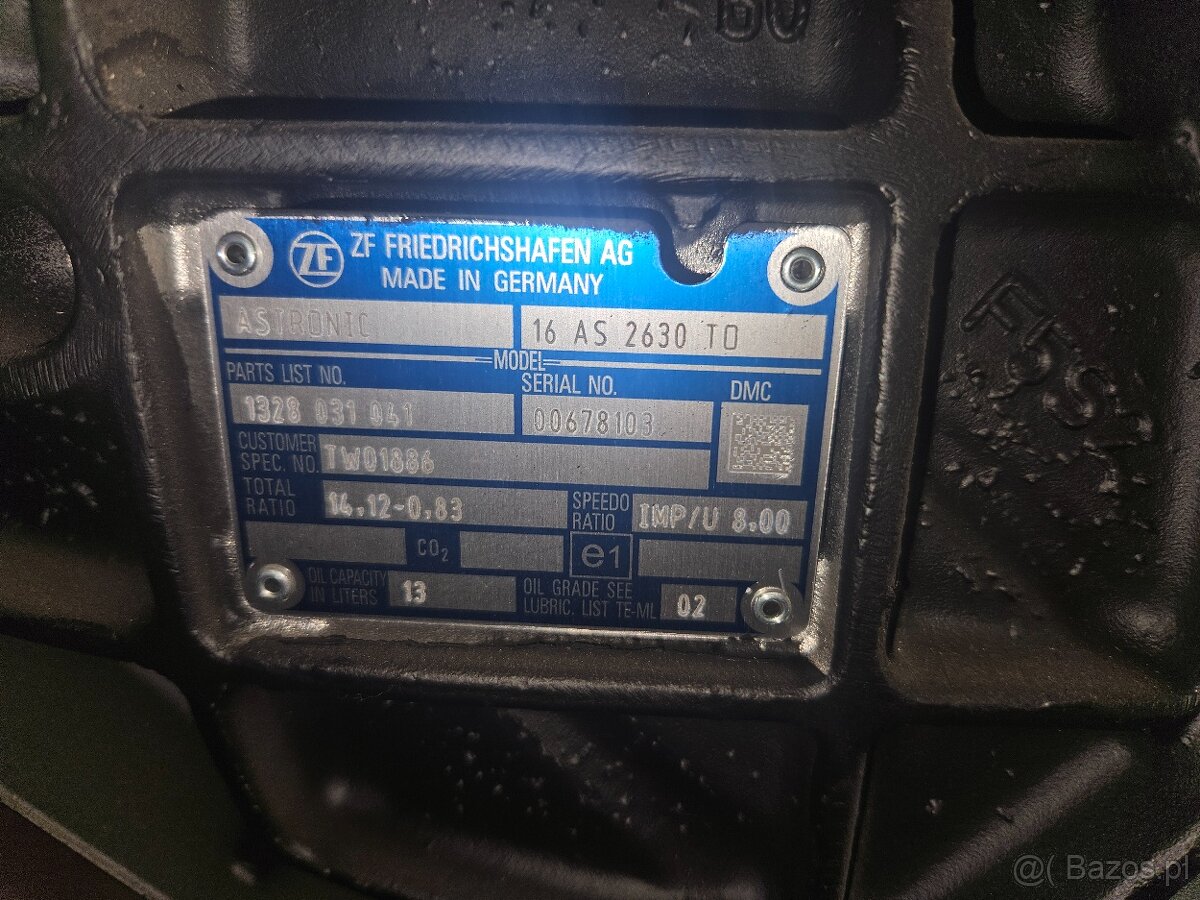 ZF
ZF FRIEDRICHSHAFEN AG
MADE IN GERMANY
ASTRONIC
16 AS 2630 TO
MODEL
PARTS LIST NO.
SERIAL NO.
DMC
1328 031 041
00678103
CUSTOMER
SPEC. NO.
TW01886
TOTAL
RATIO
14,12-0,83
SPEEDO
RATIO
IMP/U 8.00
CO2
e1
OIL CAPACITY
IN LITERS
13
OIL GRADE SEE
LUBRIC. LIST TE-ML
02
@( Bazos.pl